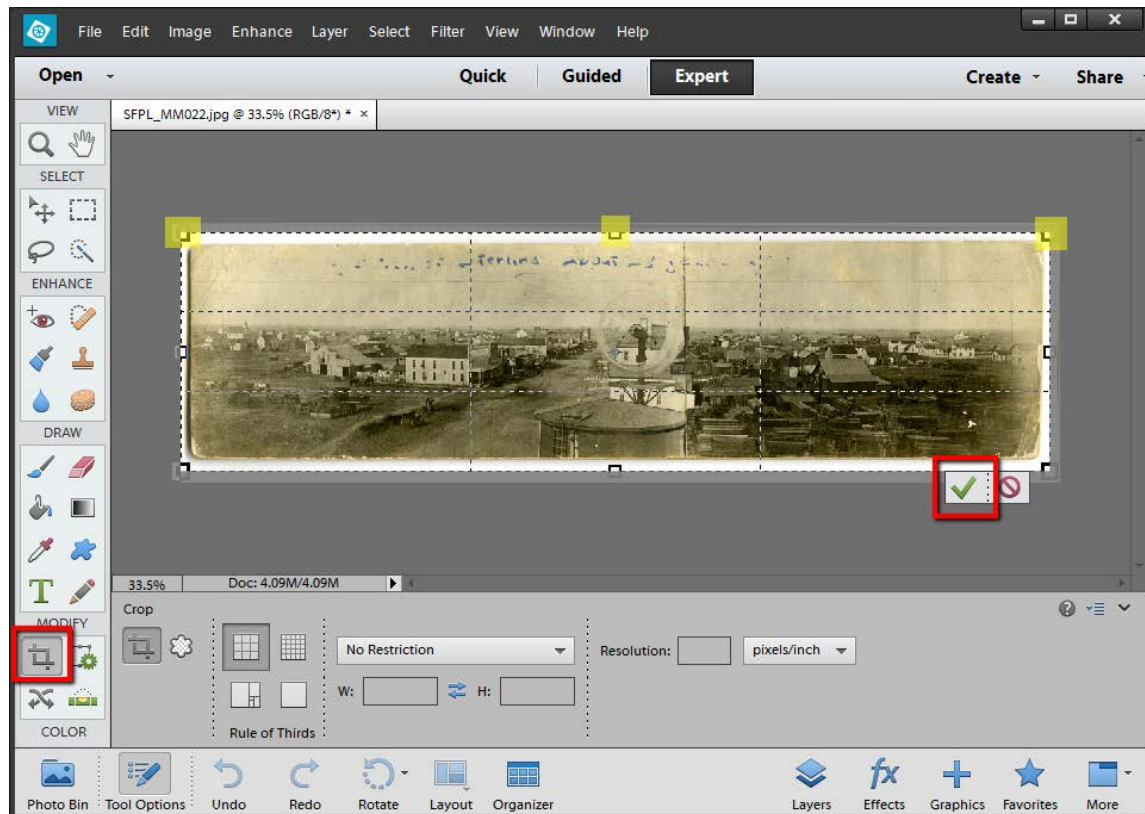 File Edit Image Enhance Layer Select Filter View Window Help
Open Quick Guided Expert Create Share
VIEW
SFPL_MM022.jpg @ 33.5% (RGB/8*) * ×
SELECT
ENHANCE
DRAW
T
33.5% Doc: 4.09M/4.09M
MODIFY
Crop
No Restriction Resolution: pixels/inch
W: H:
COLOR
Rule of Thirds
fx
Photo Bin Tool Options Undo Redo Rotate Layout Organizer Layers Effects Graphics Favorites More